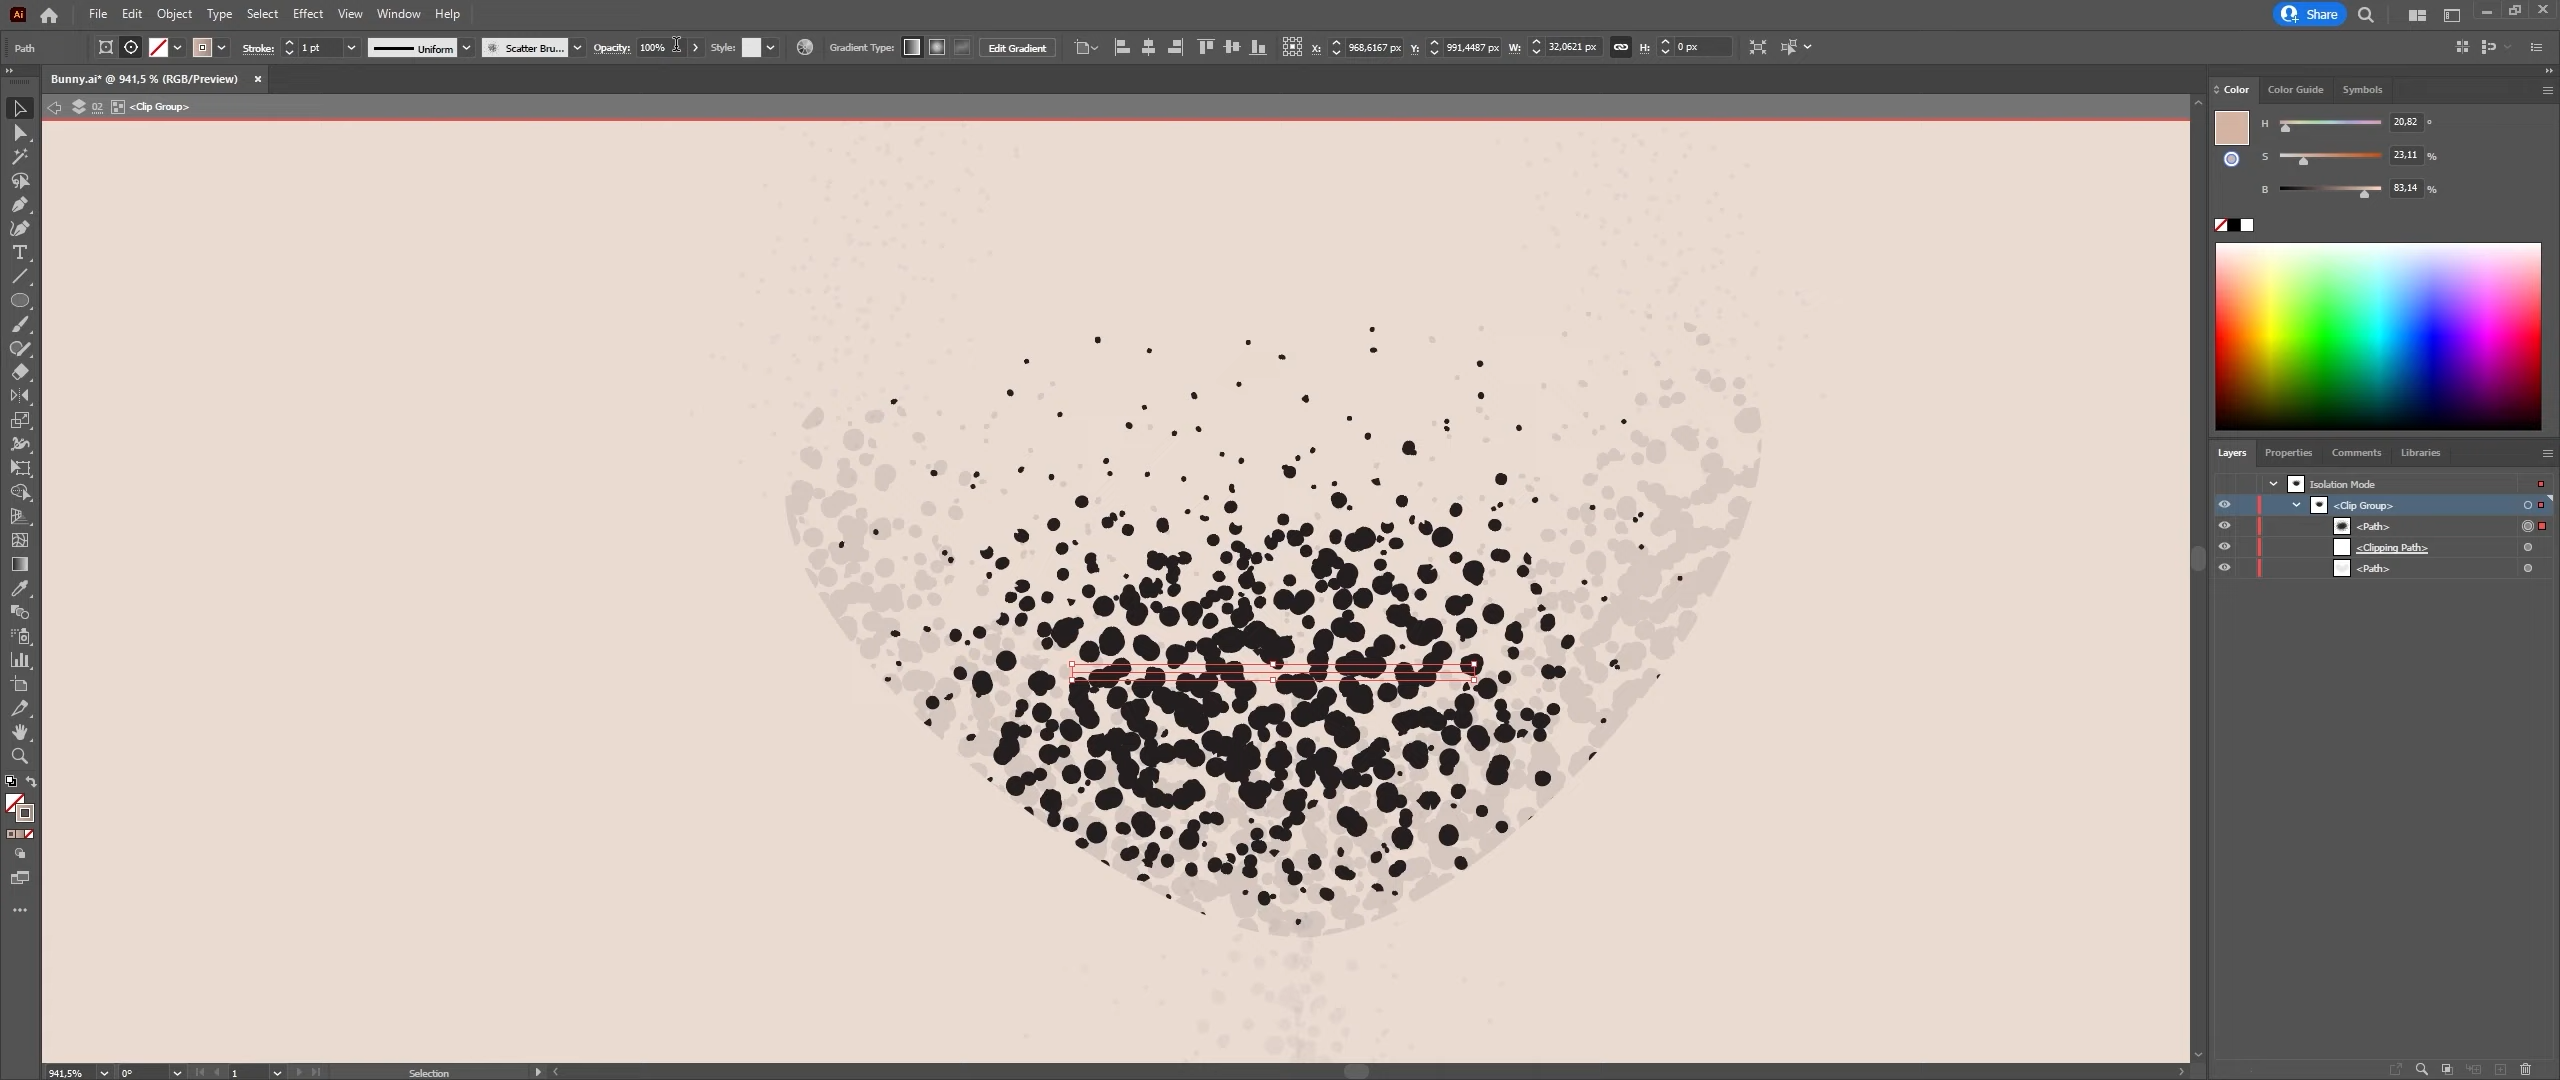 Ai File Edit Object Type Select Effect View Window Help Share
Path Stroke: 1 pt Uniform Scatter Bru... Opacity: 100% Style: Gradient Type: Edit Gradient X: 968,6167 px Y: 991,4487 px W: 32,0621 px H: 0 px
Bunny.ai* @ 941,5 % (RGB/Preview)
02 <Clip Group>
Color Color Guide Symbols
H 20,82 °
S 23,11 %
B 83,14 %
Layers Properties Comments Libraries
Isolation Mode
<Clip Group>
<Path>
<Clipping Path>
<Path>
941,5% 0° 1 Selection